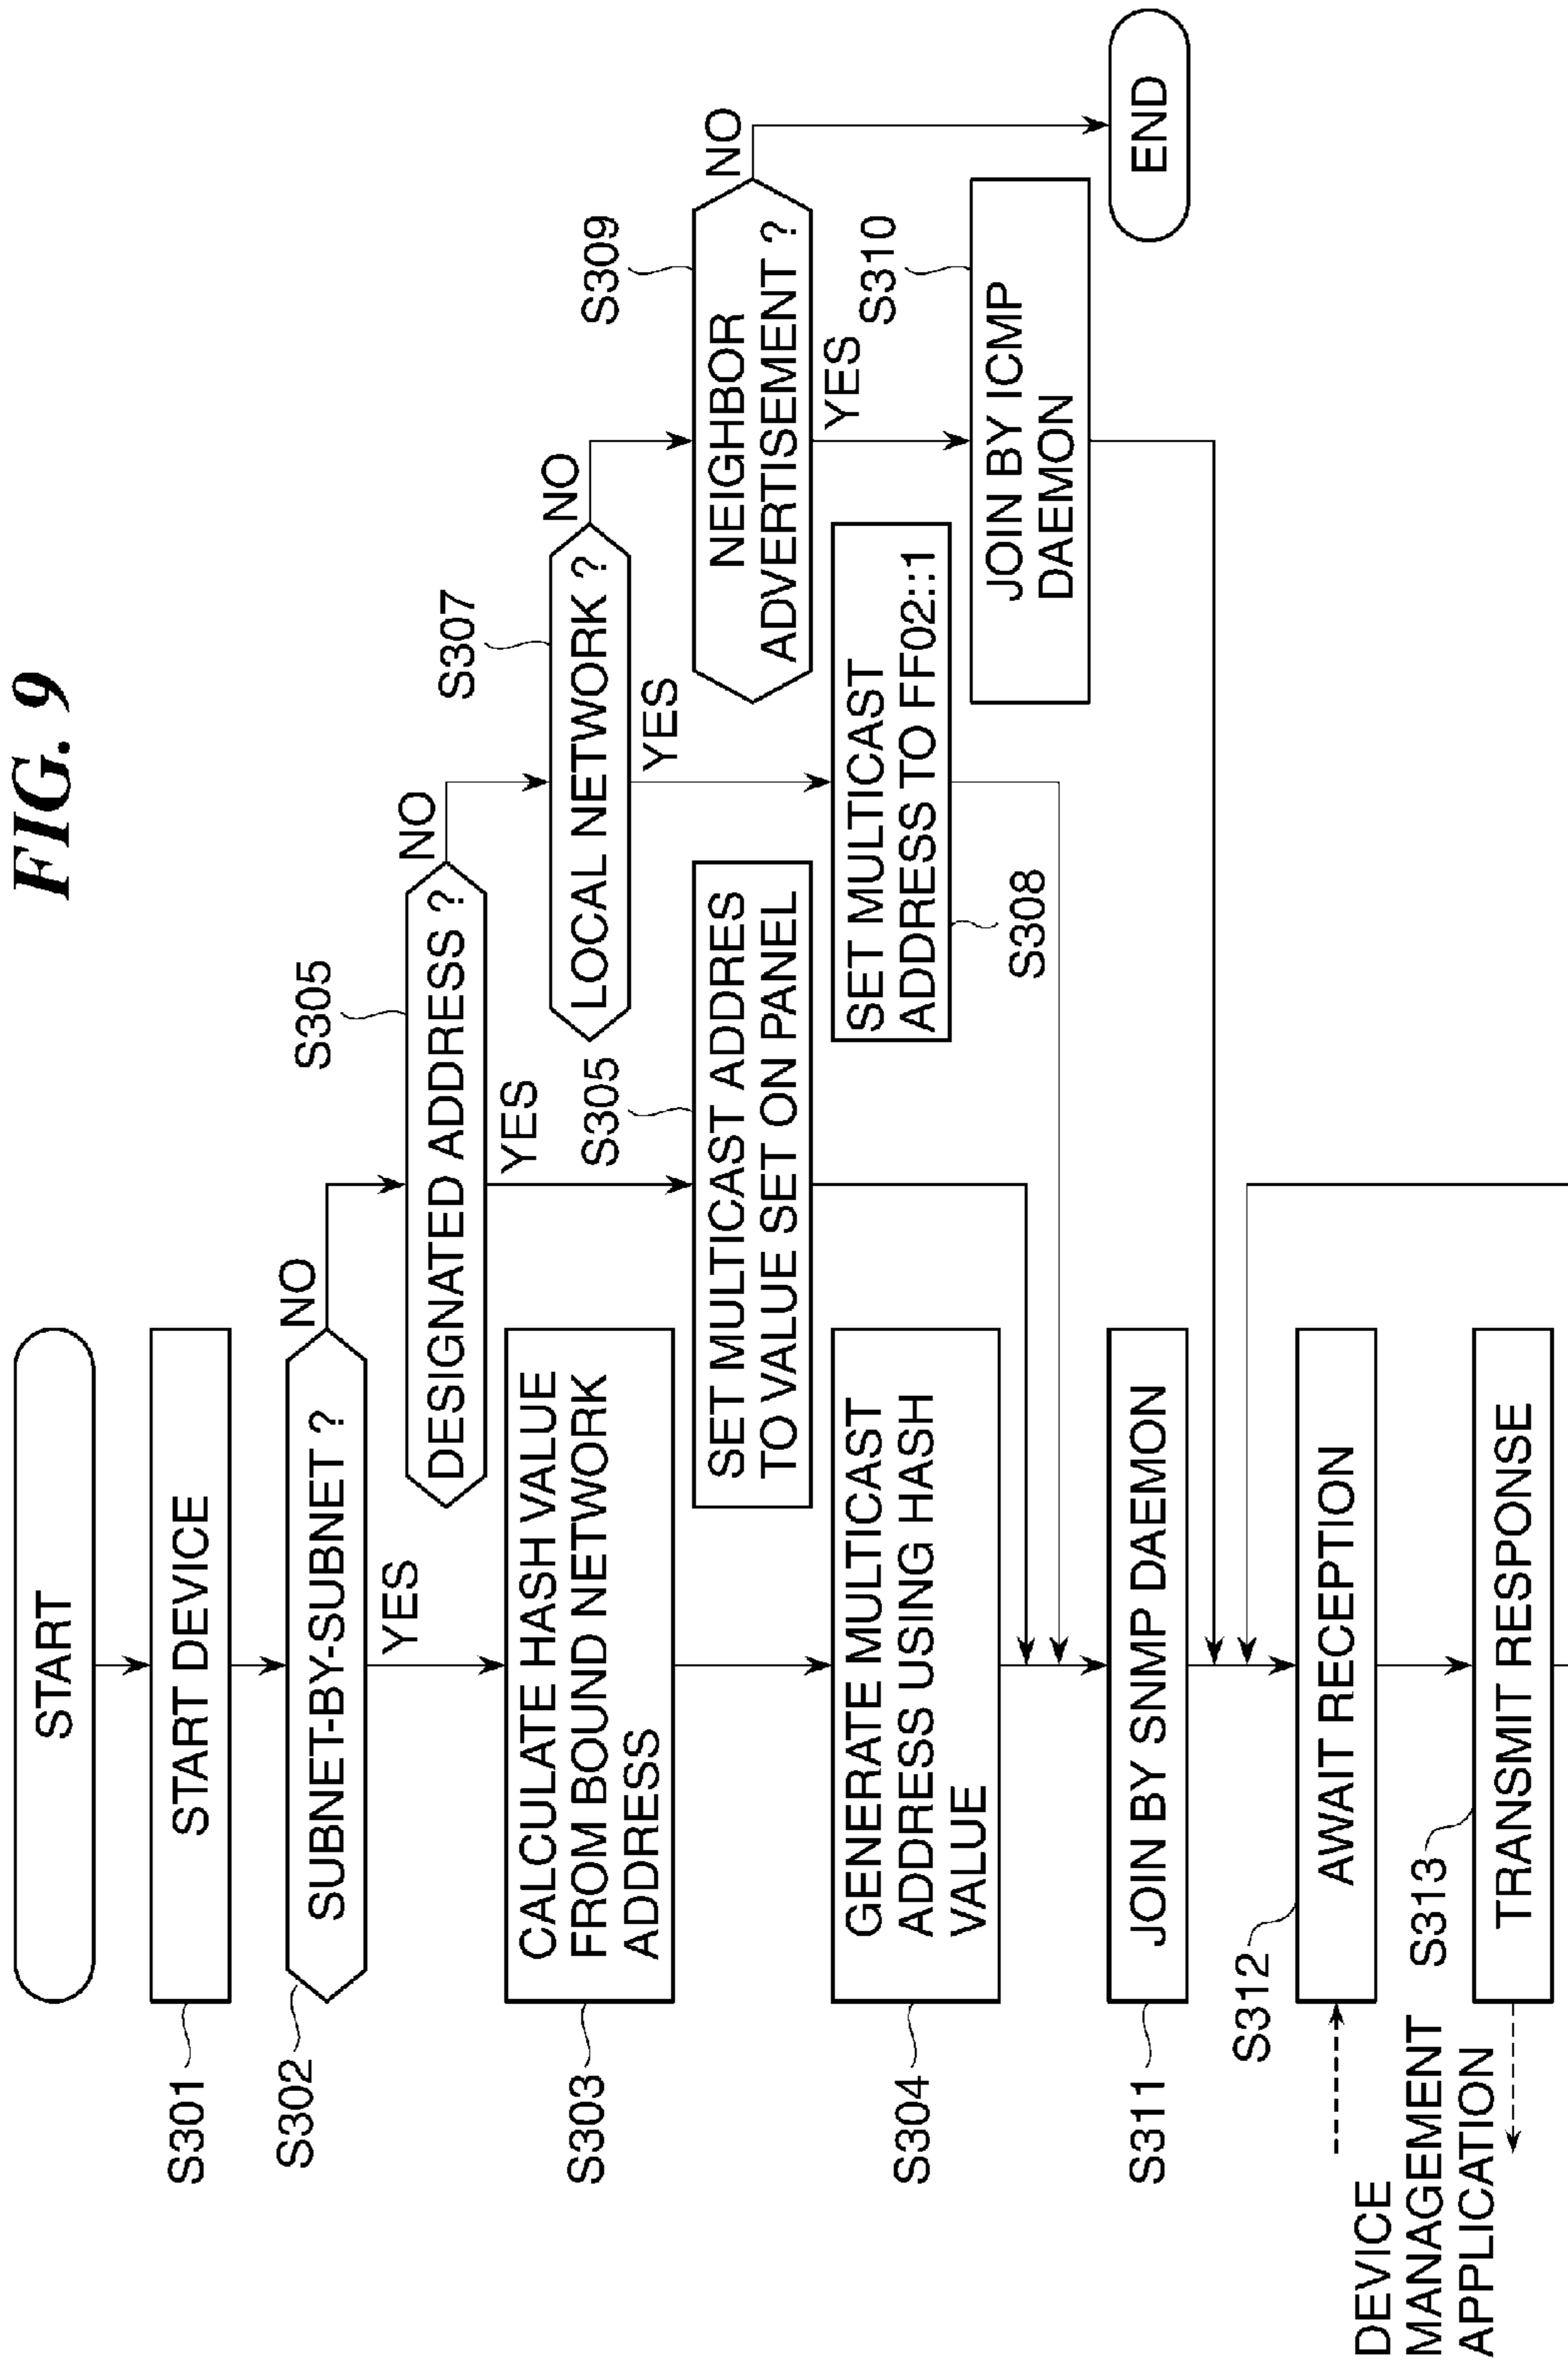 FIG. 9
START
START DEVICE
S301
SUBNET-BY-SUBNET ?
S302
NO
YES
DESIGNATED ADDRESS ?
S305
NO
YES
LOCAL NETWORK ?
S307
NO
YES
NEIGHBOR
ADVERTISEMENT ?
S309
NO
YES
CALCULATE HASH VALUE
FROM BOUND NETWORK
ADDRESS
S303
SET MULTICAST ADDRES
TO VALUE SET ON PANEL
S305
SET MULTICAST
ADDRESS TO FF02::1
S308
JOIN BY ICMP
DAEMON
S310
END
GENERATE MULTICAST
ADDRESS USING HASH
VALUE
S304
JOIN BY SNMP DAEMON
S311
AWAIT RECEPTION
S312
TRANSMIT RESPONSE
S313
DEVICE
MANAGEMENT
APPLICATION